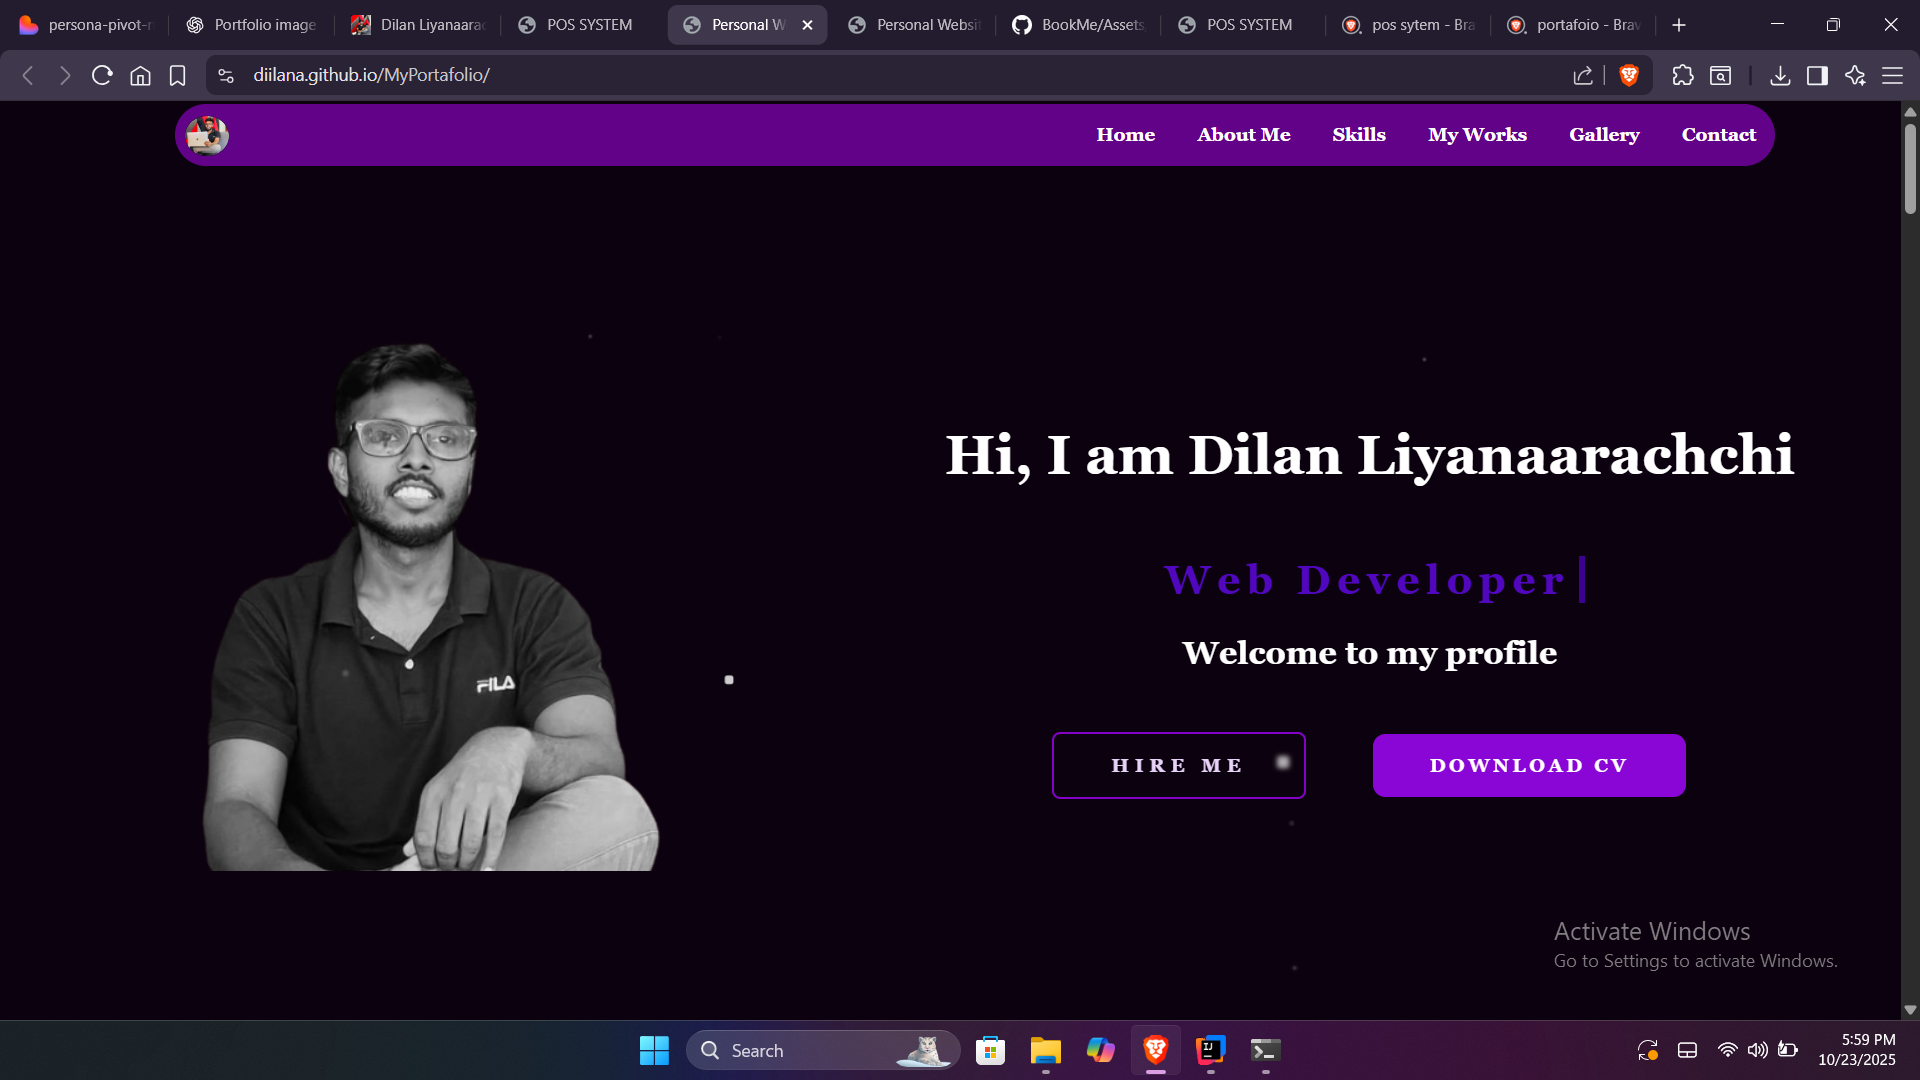 persona-pivot-r
Portfolio image
Dilan Liyanaarac
POS SYSTEM
Personal W
Personal Websi
BookMe/Assets
POS SYSTEM
pos sytem - Bra
portafoio - Brav
diilana.github.io/MyPortafolio/
Home
About Me
Skills
My Works
Gallery
Contact
Hi, I am Dilan Liyanaarachchi
Web Developer|
Welcome to my profile
HIRE ME
DOWNLOAD CV
FILA
Activate Windows
Go to Settings to activate Windows.
Search
IJ
5:59 PM
10/23/2025